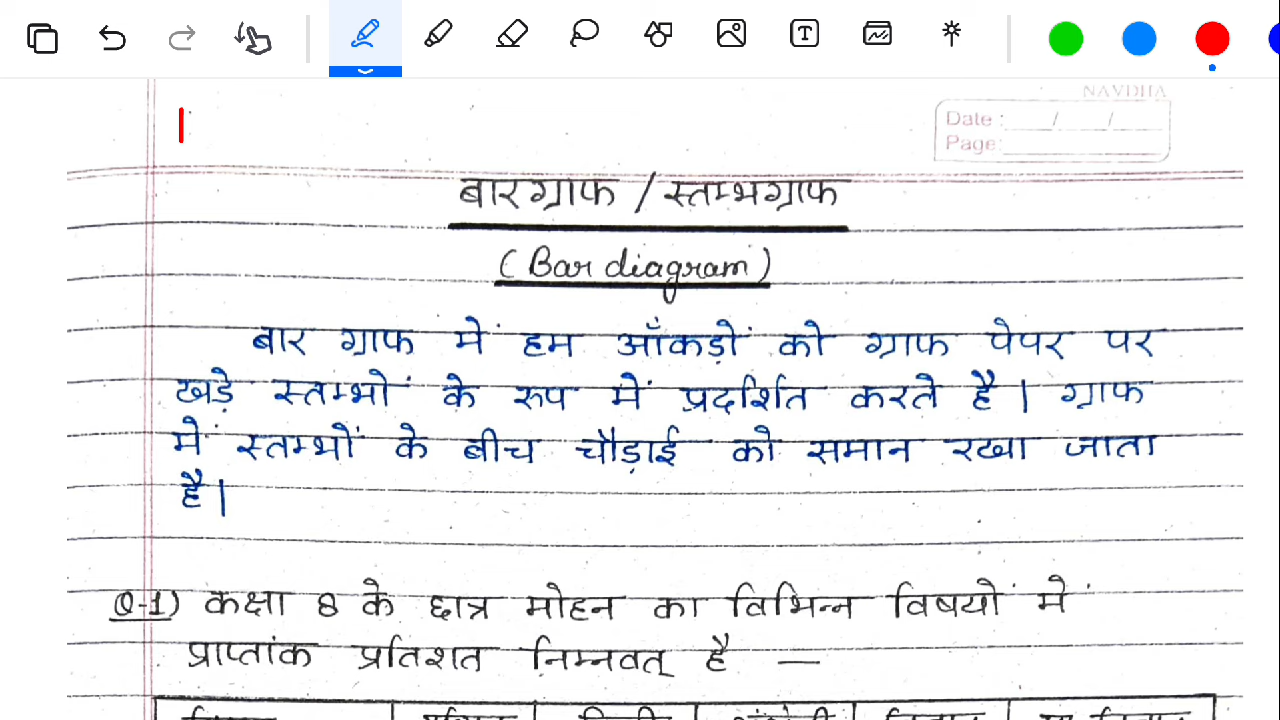 NAVDHA
Date : / /
Page:
बारग्राफ / स्तम्भग्राफ
( Bar diagram )
बार ग्राफ में हम आँकड़ों को ग्राफ पेपर पर
खड़े स्तम्भों के रुप में प्रदर्शित करते है । ग्राफ
में स्तम्भों के बीच चौड़ाई को समान रखा जाता
है ।
Q-1) कक्षा 8 के छात्र मोहन का विभिन्न विषयों में
प्राप्तांक प्रतिशत निम्नवत् है —